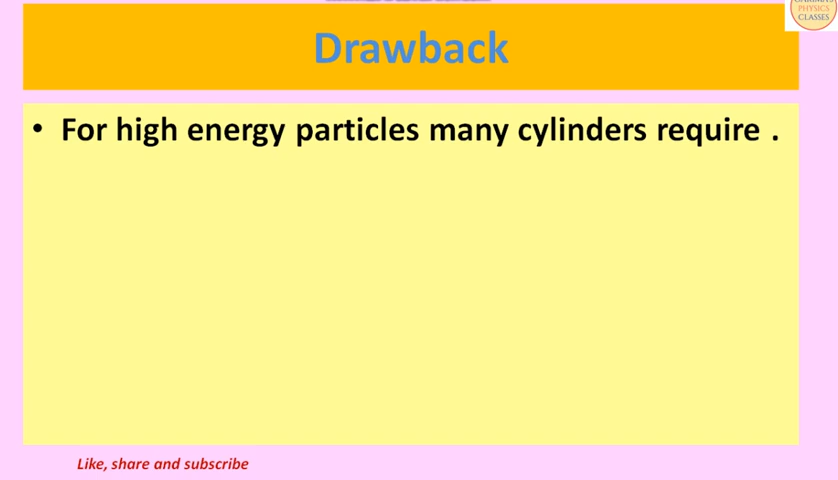 PHYSICS
CLASSES
Drawback
• For high energy particles many cylinders require .
Like, share and subscribe